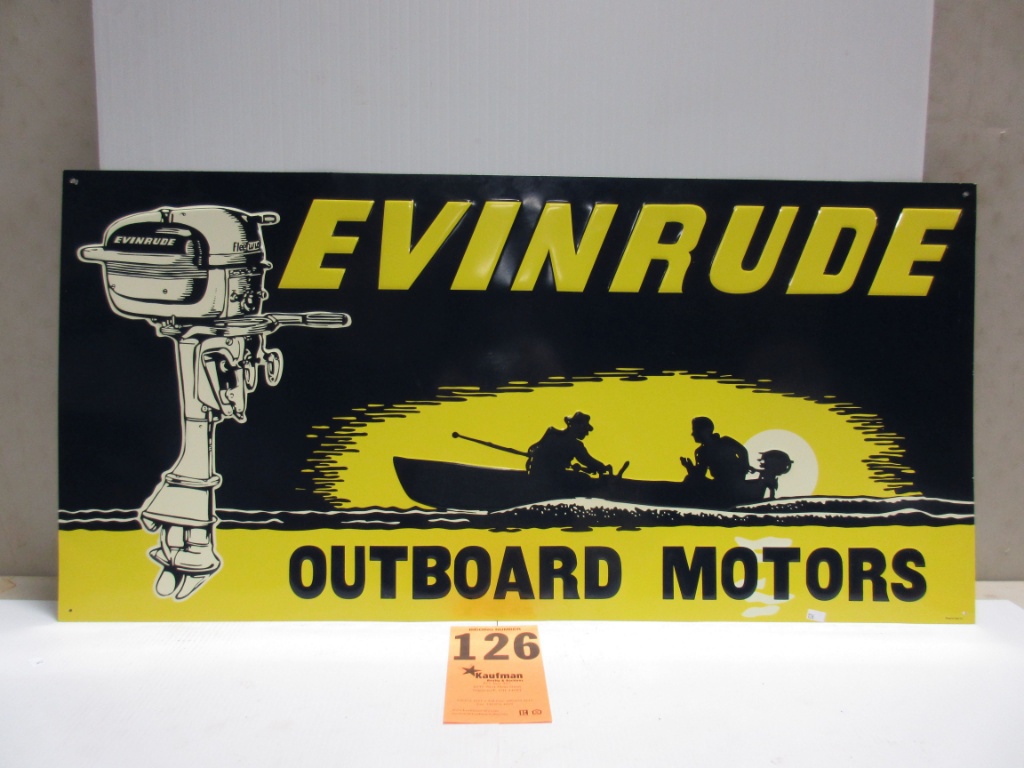 EVINRUDE
EVINRUDE
OUTBOARD MOTORS
126
Kaufman